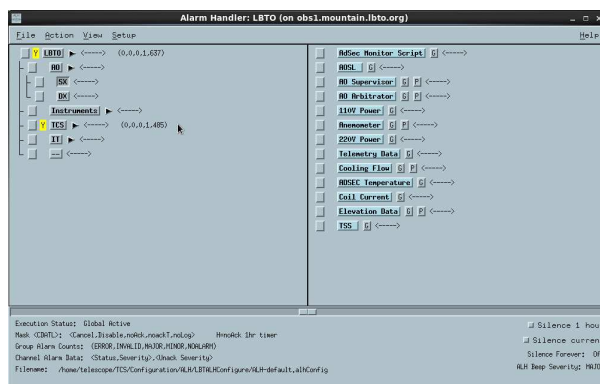 Alarm Handler: LBTO (on obs1.mountain.lbto.org)
File Action View Setup Help
Y LBTO <-----> (0,0,0,1,637)
AO <----->
SX <----->
DX <----->
Instruments <----->
Y TCS <-----> (0,0,0,1,485)
IT <----->
-- <----->
AdSec Monitor Script G <----->
AOSL G <----->
AO Supervisor G P <----->
AO Arbitrator G P <----->
110V Power G <----->
Anemometer G P <----->
220V Power G <----->
Telemetry Data G <----->
Cooling Flow G P <----->
ADSEC Temperature G <----->
Coil Current G <----->
Elevation Data G P <----->
TSS G <----->
Execution Status: Global Active
Mask <CDATL>: <Cancel,Disable,noAck,noackT,noLog> H=noAck 1hr timer
Group Alarm Counts: (ERROR,INVALID,MAJOR,MINOR,NOALARM)
Channel Alarm Data: <Status,Severity>,<Unack Severity>
Filename: /home/telescope/TCS/Configuration/ALH/LBTALHConfigure/ALH-default.alhConfig
Silence 1 hou
Silence curren
Silence Forever: OF
ALH Beep Severity: MAJO